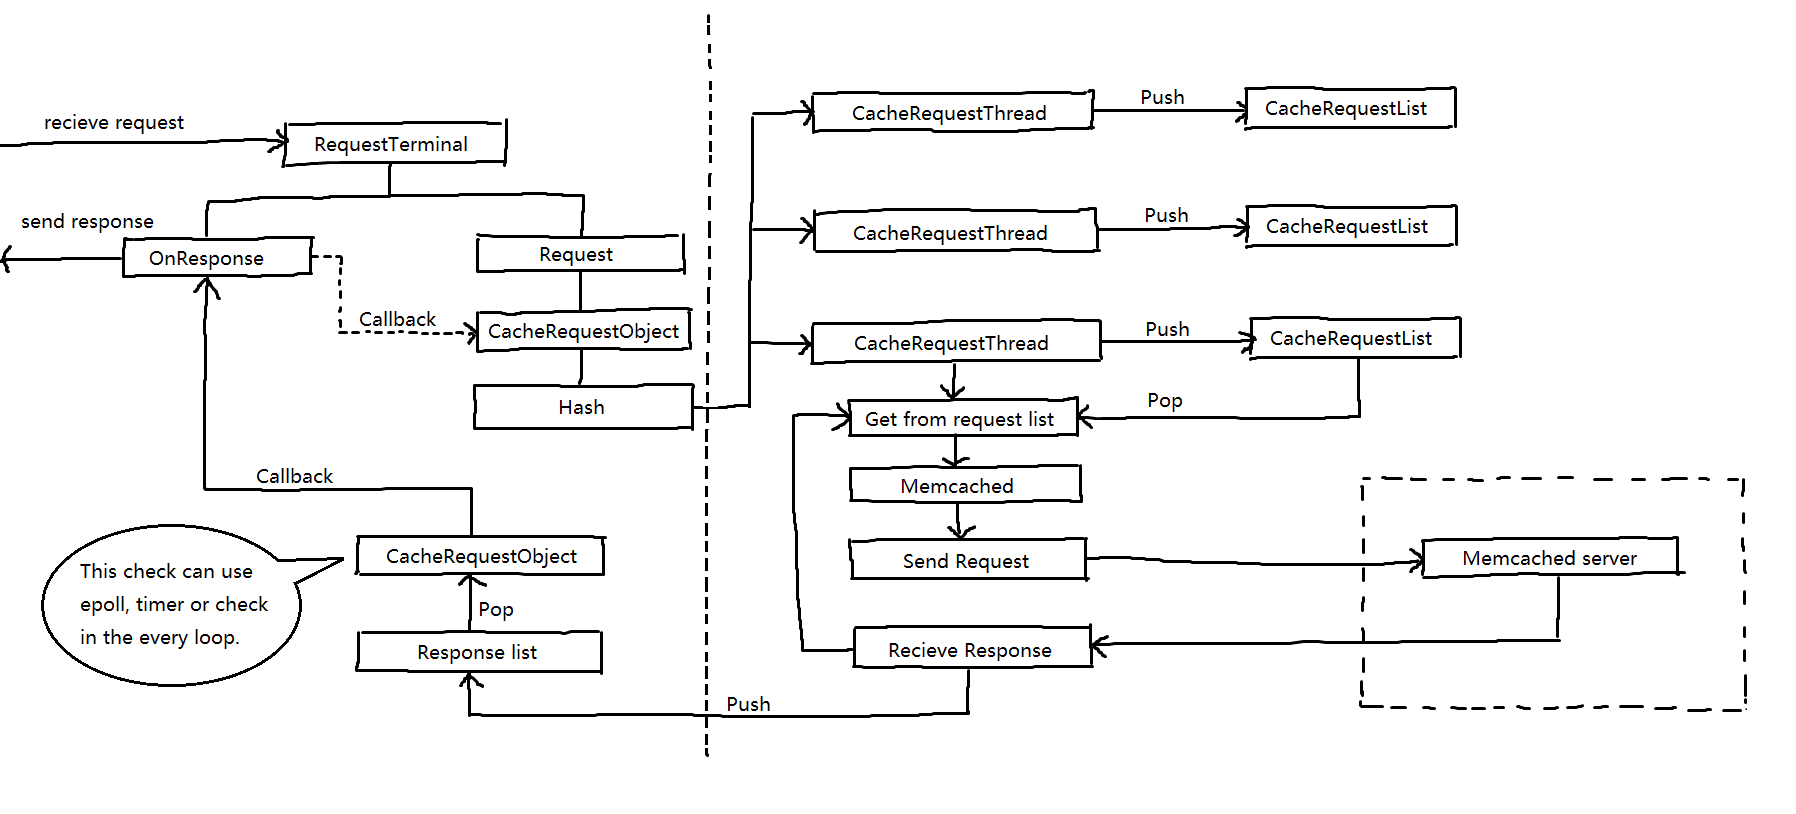 recieve request
RequestTerminal
send response
OnResponse
Request
Callback
CacheRequestObject
Hash
Callback
CacheRequestObject
This check can use
epoll, timer or check
in the every loop.
Pop
Response list
Push
CacheRequestThread
Push
CacheRequestList
CacheRequestThread
Push
CacheRequestList
CacheRequestThread
Push
CacheRequestList
Get from request list
Pop
Memcached
Send Request
Memcached server
Recieve Response